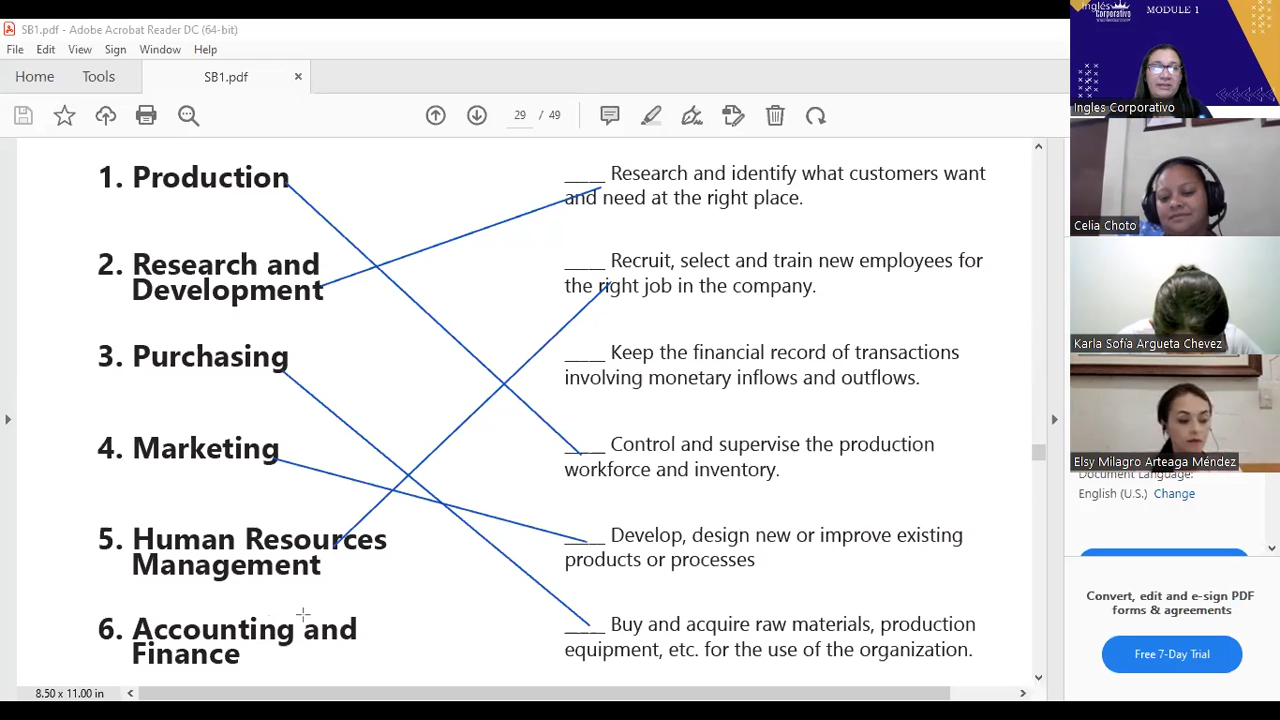 SB1.pdf - Adobe Acrobat Reader DC (64-bit)
File Edit View Sign Window Help
Home Tools SB1.pdf ×
29 / 49
1. Production
2. Research and
Development
3. Purchasing
4. Marketing
5. Human Resources
Management
6. Accounting and
Finance
____ Research and identify what customers want
and need at the right place.
____ Recruit, select and train new employees for
the right job in the company.
____ Keep the financial record of transactions
involving monetary inflows and outflows.
____ Control and supervise the production
workforce and inventory.
____ Develop, design new or improve existing
products or processes
____ Buy and acquire raw materials, production
equipment, etc. for the use of the organization.
8.50 x 11.00 in
Inglés
Corporativo
MODULE 1
Ingles Corporativo
Celia Choto
Karla Sofía Argueta Chevez
Elsy Milagro Arteaga Méndez
Document Language:
English (U.S.) Change
Convert, edit and e-sign PDF
forms & agreements
Free 7-Day Trial